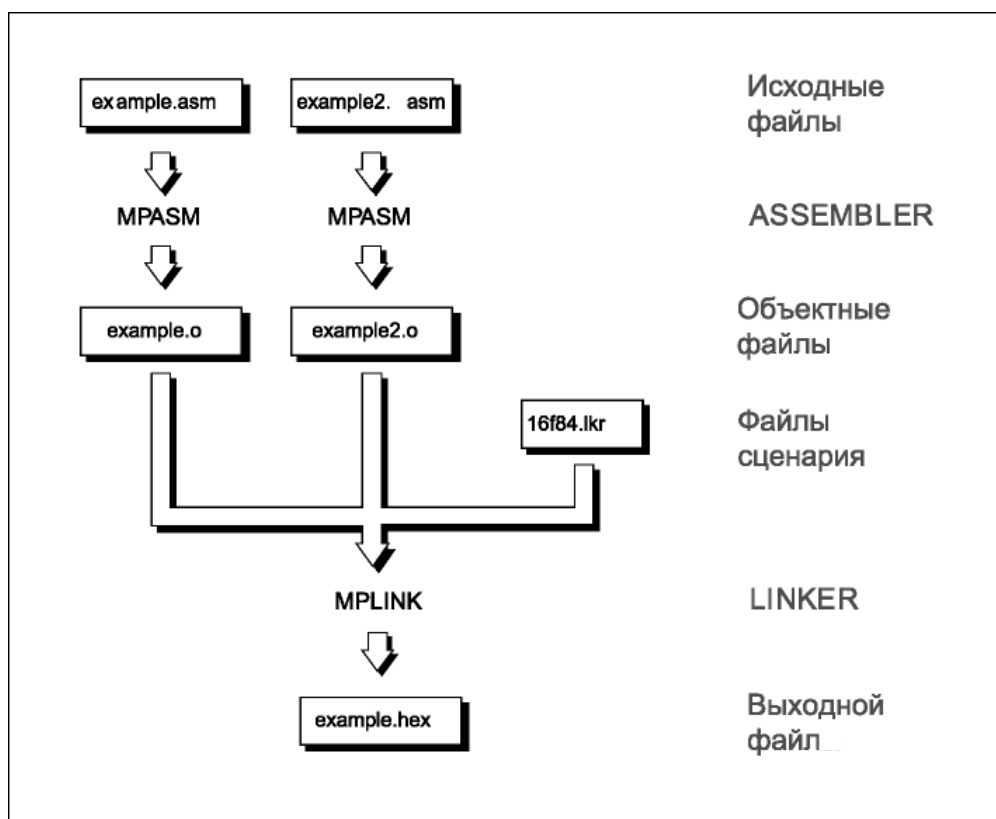 example.asm
example2. asm
Исходные
файлы
MPASM
MPASM
ASSEMBLER
example.o
example2.o
Объектные
файлы
16f84.lkr
Файлы
сценария
MPLINK
LINKER
example.hex
Выходной
файл